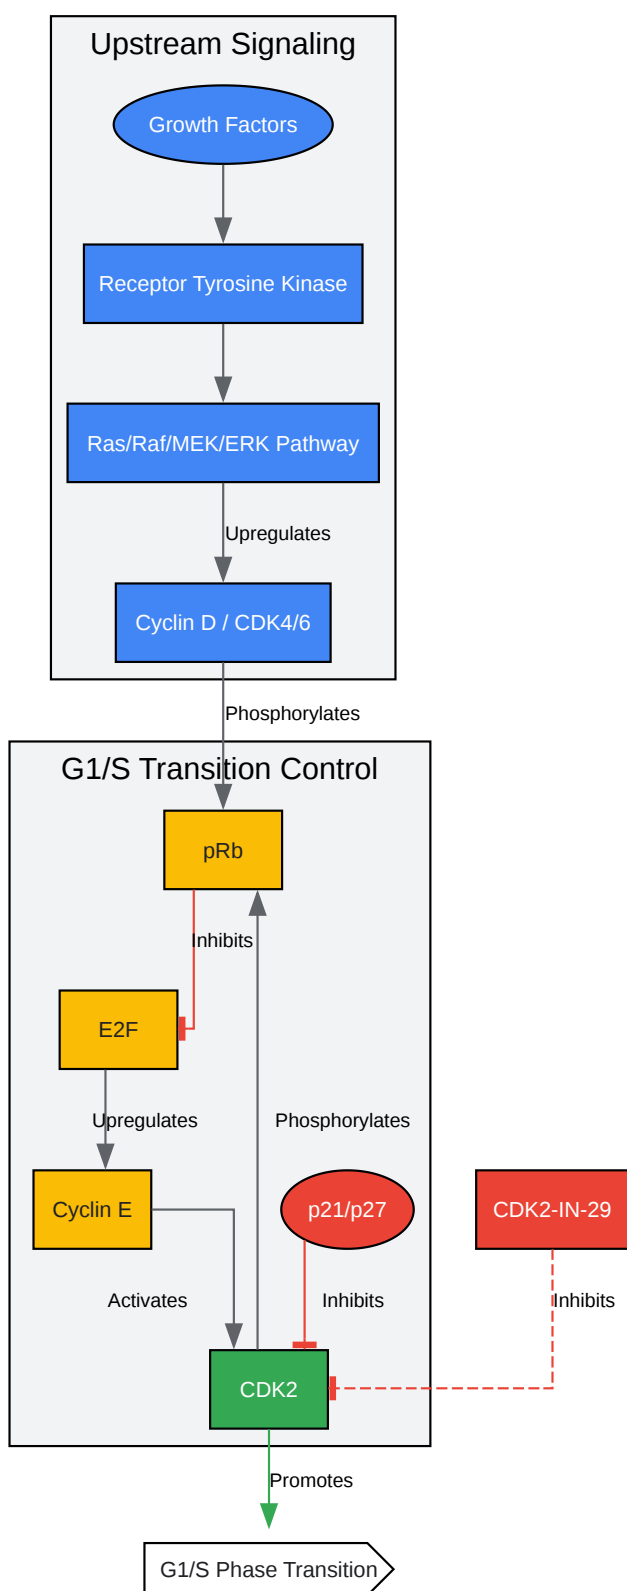 Upstream Signaling
Growth Factors
Receptor Tyrosine Kinase
Ras/Raf/MEK/ERK Pathway
Upregulates
Cyclin D / CDK4/6
Phosphorylates
G1/S Transition Control
pRb
Inhibits
E2F
Upregulates
Phosphorylates
Cyclin E
p21/p27
CDK2-IN-29
Activates
Inhibits
Inhibits
CDK2
Promotes
G1/S Phase Transition